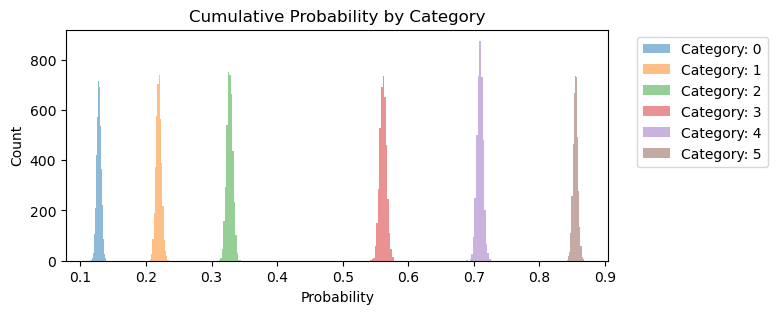 Cumulative Probability by Category
Count
800
600
400
200
0
0.1 0.2 0.3 0.4 0.5 0.6 0.7 0.8 0.9
Probability
Category: 0
Category: 1
Category: 2
Category: 3
Category: 4
Category: 5